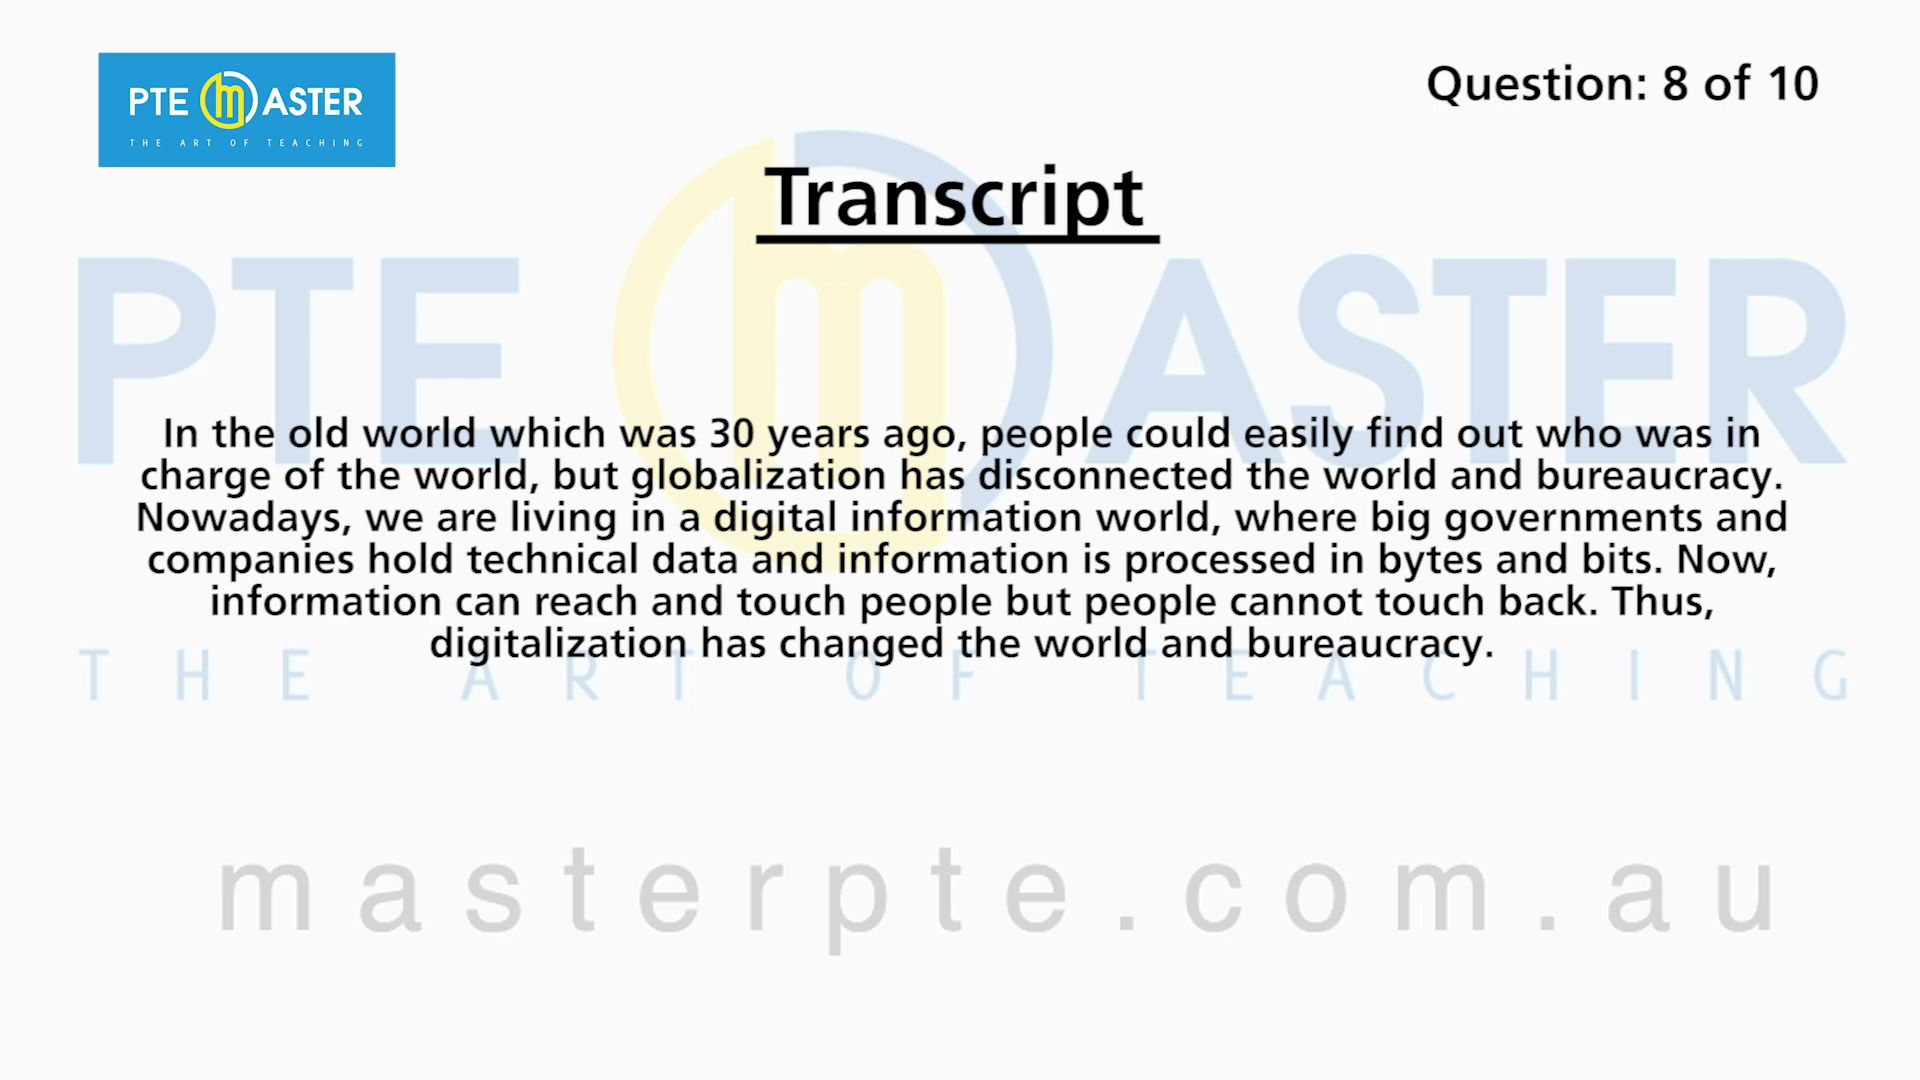 PTE MASTER
THE ART OF TEACHING
Question: 8 of 10
Transcript
PTE MASTER
In the old world which was 30 years ago, people could easily find out who was in
charge of the world, but globalization has disconnected the world and bureaucracy.
Nowadays, we are living in a digital information world, where big governments and
companies hold technical data and information is processed in bytes and bits. Now,
information can reach and touch people but people cannot touch back. Thus,
digitalization has changed the world and bureaucracy.
THE ART OF TEACHING
masterpte.com.au